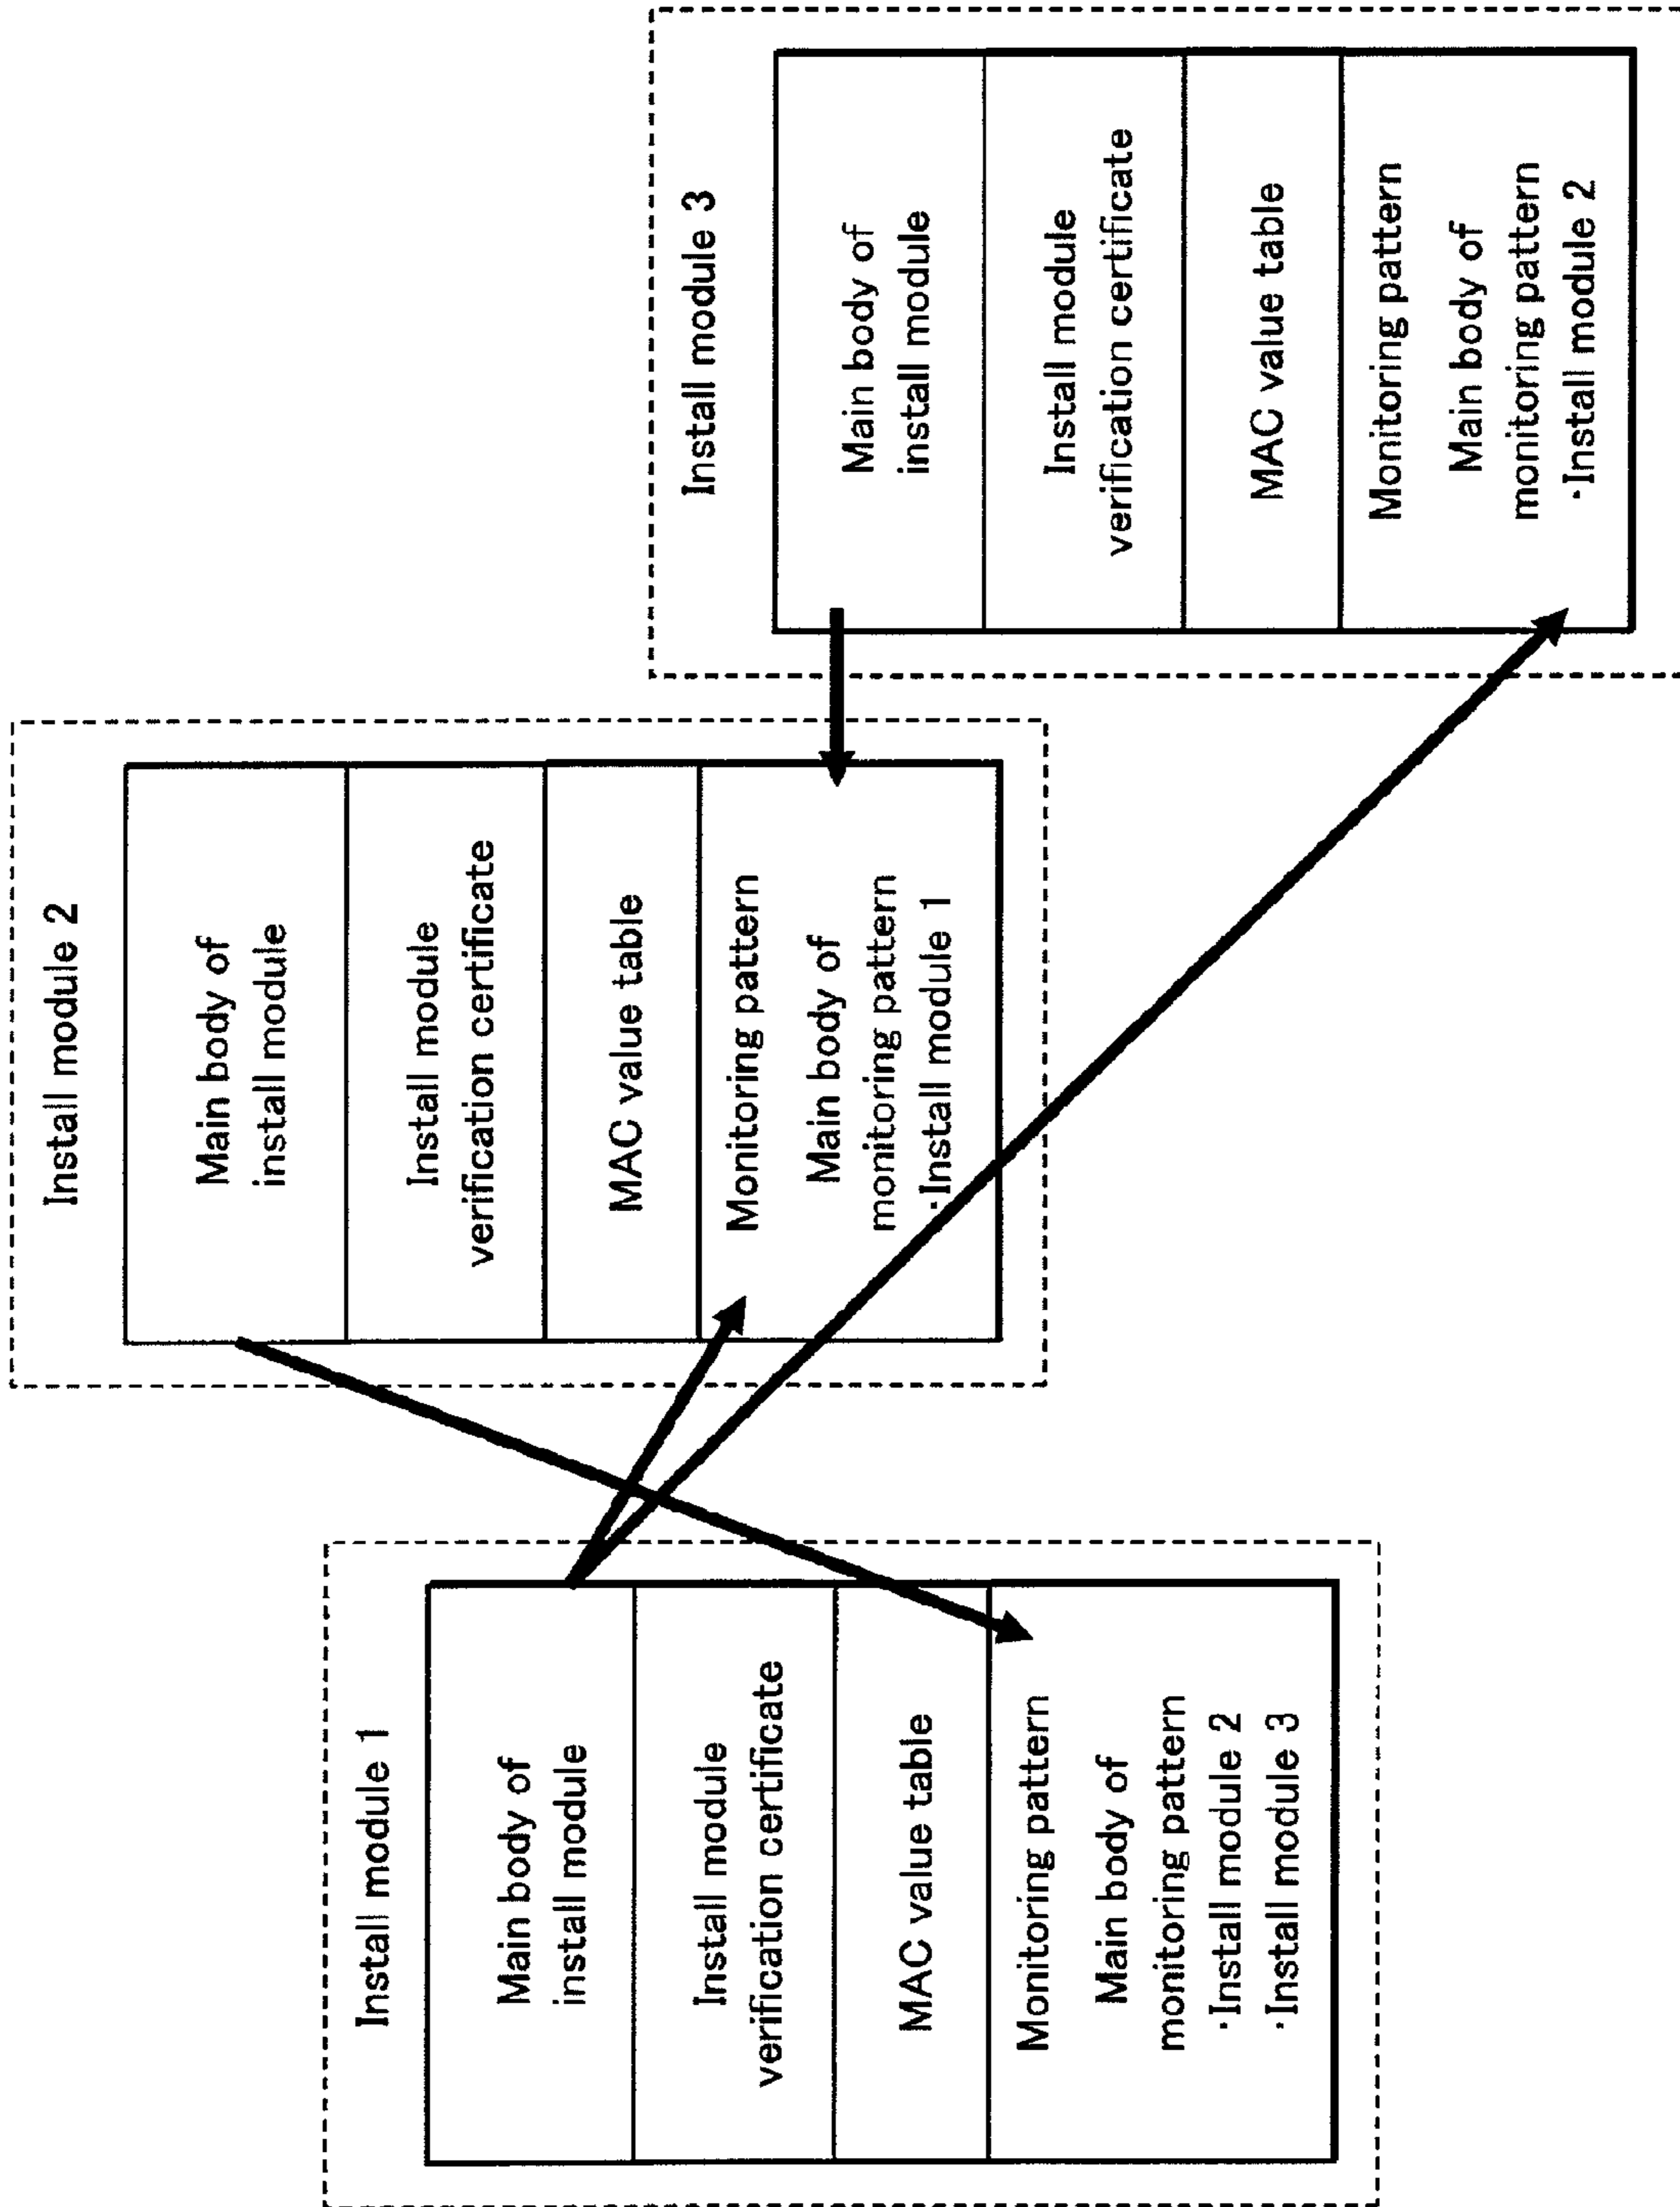 Install module 1
Main body of
install module
Install module
verification certificate
MAC value table
Monitoring pattern
Main body of
monitoring pattern
·Install module 2
·Install module 3
Install module 2
Main body of
install module
Install module
verification certificate
MAC value table
Monitoring pattern
Main body of
monitoring pattern
·Install module 1
Install module 3
Main body of
install module
Install module
verification certificate
MAC value table
Monitoring pattern
Main body of
monitoring pattern
·Install module 2